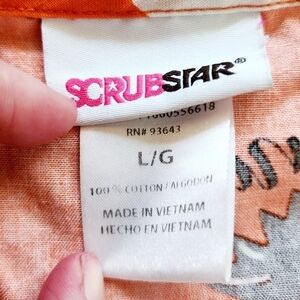 SCRUBSTAR®
RN# 93643
L/G
100% COTTON/ALGODON
MADE IN VIETNAM
HECHO EN VIETNAM